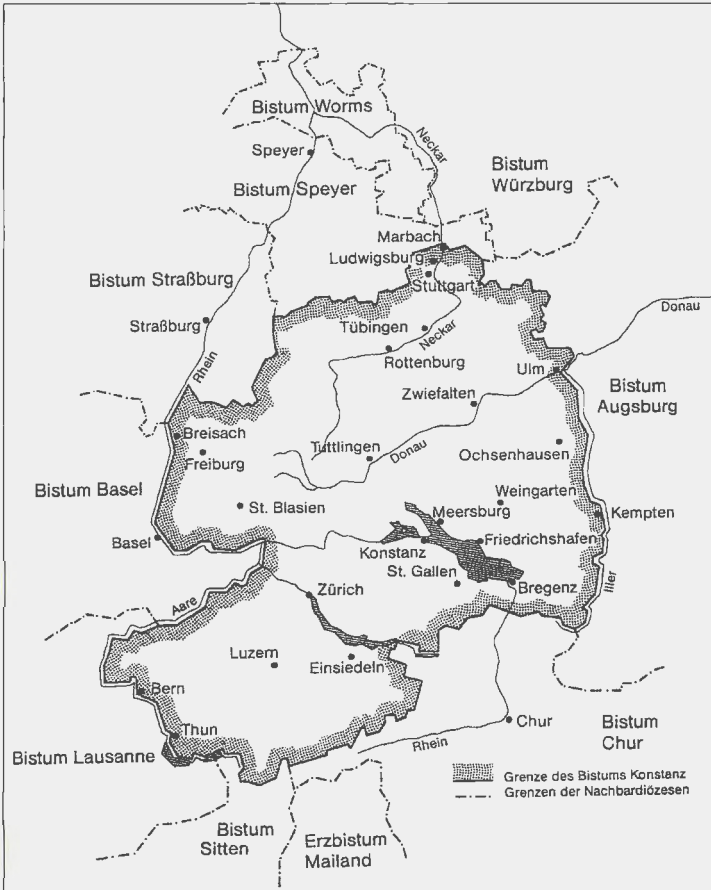 Bistum Worms
Neckar
Speyer
Bistum
Würzburg
Bistum Speyer
Marbach
Ludwigsburg
Bistum Straßburg
Stuttgart
Donau
Straßburg
Tübingen
Neckar
Rottenburg
Rhein
Ulm
Bistum
Augsburg
Zwiefalten
Breisach
Tuttlingen
Donau
Ochsenhausen
Freiburg
Bistum Basel
Weingarten
St. Blasien
Meersburg
Kempten
Basel
Konstanz
Friedrichshafen
St. Gallen
Bregenz
Iller
Zürich
Aare
Luzern
Einsiedeln
Bern
Thun
Chur
Bistum Lausanne
Rhein
Bistum
Chur
Grenze des Bistums Konstanz
Grenzen der Nachbardiözesen
Bistum
Sitten
Erzbistum
Mailand